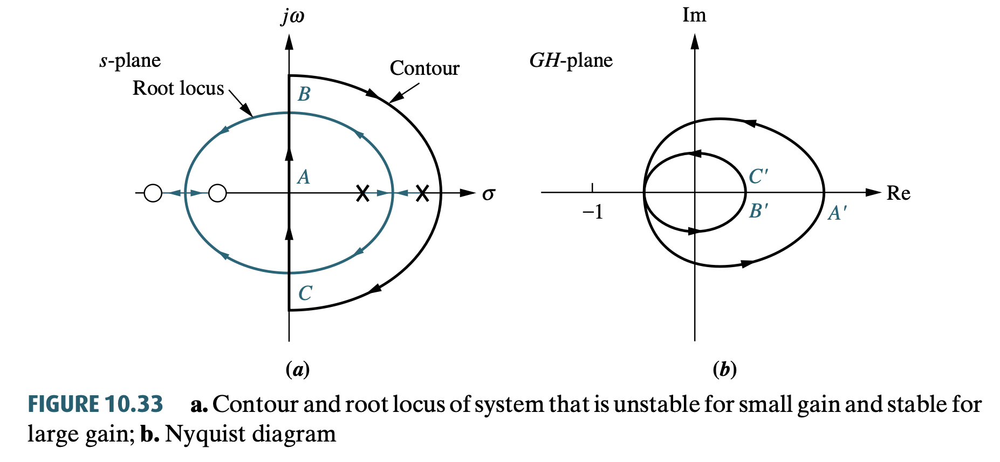 jω
s-plane
Root locus
Contour
B
A
σ
C
(a)
Im
GH-plane
C′
Re
−1
B′
A′
(b)
FIGURE 10.33 a. Contour and root locus of system that is unstable for small gain and stable for
large gain; b. Nyquist diagram